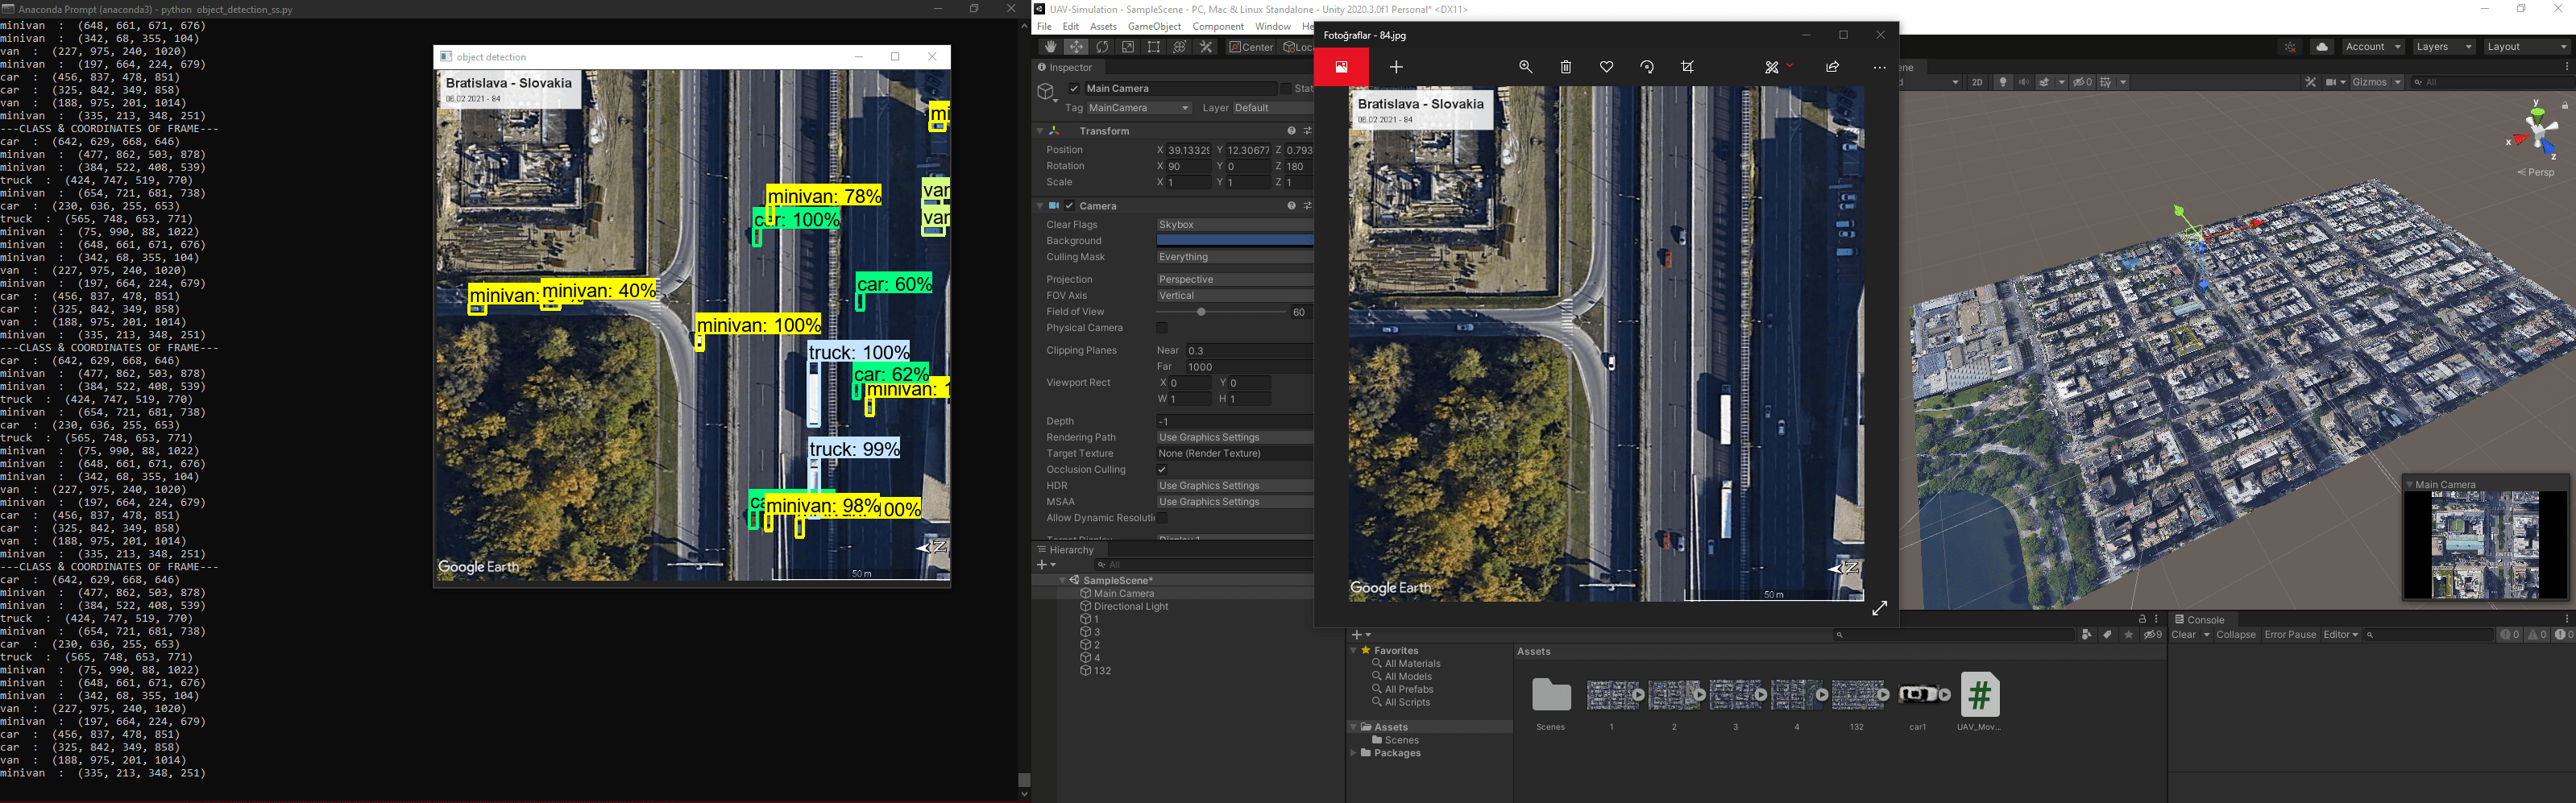 Anaconda Prompt (anaconda3) - python object_detection_ss.py
minivan : (648, 661, 671, 676)
minivan : (342, 68, 355, 104)
van : (227, 975, 240, 1020)
minivan : (197, 664, 224, 679)
car : (456, 837, 478, 851)
car : (325, 842, 349, 858)
van : (188, 975, 201, 1014)
minivan : (335, 213, 348, 251)
---CLASS & COORDINATES OF FRAME---
car : (642, 629, 668, 646)
minivan : (477, 862, 503, 878)
minivan : (384, 522, 408, 539)
truck : (424, 747, 519, 770)
minivan : (654, 721, 681, 738)
car : (230, 636, 255, 653)
truck : (565, 748, 653, 771)
minivan : (75, 990, 88, 1022)
minivan : (648, 661, 671, 676)
minivan : (342, 68, 355, 104)
van : (227, 975, 240, 1020)
minivan : (197, 664, 224, 679)
car : (456, 837, 478, 851)
car : (325, 842, 349, 858)
van : (188, 975, 201, 1014)
minivan : (335, 213, 348, 251)
---CLASS & COORDINATES OF FRAME---
car : (642, 629, 668, 646)
minivan : (477, 862, 503, 878)
minivan : (384, 522, 408, 539)
truck : (424, 747, 519, 770)
minivan : (654, 721, 681, 738)
car : (230, 636, 255, 653)
truck : (565, 748, 653, 771)
minivan : (75, 990, 88, 1022)
minivan : (648, 661, 671, 676)
minivan : (342, 68, 355, 104)
van : (227, 975, 240, 1020)
minivan : (197, 664, 224, 679)
car : (456, 837, 478, 851)
car : (325, 842, 349, 858)
van : (188, 975, 201, 1014)
minivan : (335, 213, 348, 251)
---CLASS & COORDINATES OF FRAME---
car : (642, 629, 668, 646)
minivan : (477, 862, 503, 878)
minivan : (384, 522, 408, 539)
truck : (424, 747, 519, 770)
minivan : (654, 721, 681, 738)
car : (230, 636, 255, 653)
truck : (565, 748, 653, 771)
minivan : (75, 990, 88, 1022)
minivan : (648, 661, 671, 676)
minivan : (342, 68, 355, 104)
van : (227, 975, 240, 1020)
minivan : (197, 664, 224, 679)
car : (456, 837, 478, 851)
car : (325, 842, 349, 858)
van : (188, 975, 201, 1014)
minivan : (335, 213, 348, 251)
object detection
Bratislava - Slovakia
06.02 2021 - 84
mi
van
van
minivan: 78%
car: 100%
car: 60%
minivan:
minivan: 40%
minivan: 100%
truck: 100%
car: 62%
minivan: 1
truck: 99%
ca
minivan: 98%
00%
Google Earth
Z
50 m
UAV-Simulation - SampleScene - PC, Mac & Linux Standalone - Unity 2020.3.0f1 Personal* <DX11>
File Edit Assets GameObject Component Window He
Center Loc
Account Layers Layout
Inspector
Main Camera Stat
Tag MainCamera Layer Default
Transform
Position X 39.1332 Y 12.30677 Z 0.793
Rotation X 90 Y 0 Z 180
Scale X 1 Y 1 Z 1
Camera
Clear Flags Skybox
Background
Culling Mask Everything
Projection Perspective
FOV Axis Vertical
Field of View 60
Physical Camera
Clipping Planes Near 0.3
Far 1000
Viewport Rect X 0 Y 0
W 1 H 1
Depth -1
Rendering Path Use Graphics Settings
Target Texture None (Render Texture)
Occlusion Culling
HDR Use Graphics Settings
MSAA Use Graphics Settings
Allow Dynamic Resoluti
Target Display Display 1
Hierarchy
All
SampleScene*
Main Camera
Directional Light
1
3
2
4
132
Fotoğraflar - 84.jpg
Bratislava - Slovakia
06.02 2021 - 84
Google Earth
Z
50 m
ene
2D 0 Gizmos All
y
x
z
Persp
Main Camera
9
Favorites
All Materials
All Models
All Prefabs
All Scripts
Assets
Scenes
Packages
Assets
Scenes 1 2 3 4 132 car1 UAV_Mov...
Console
Clear Collapse Error Pause Editor 0 0 0